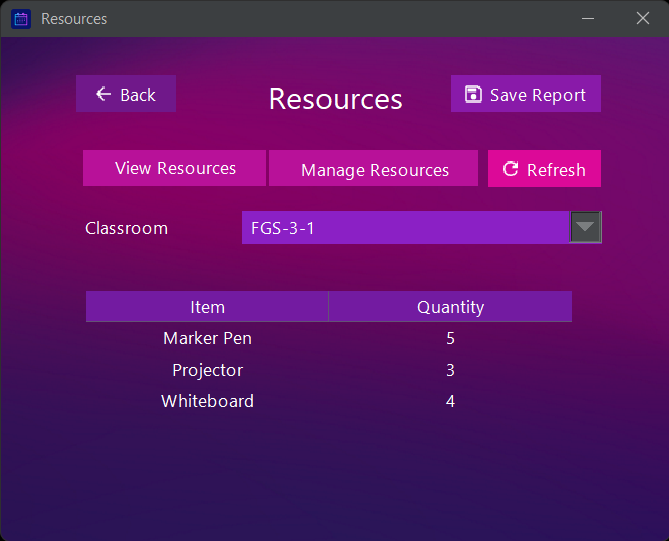 Resources
Back
Resources
Save Report
View Resources
Manage Resources
Refresh
Classroom
FGS-3-1
Item Quantity
Marker Pen 5
Projector 3
Whiteboard 4